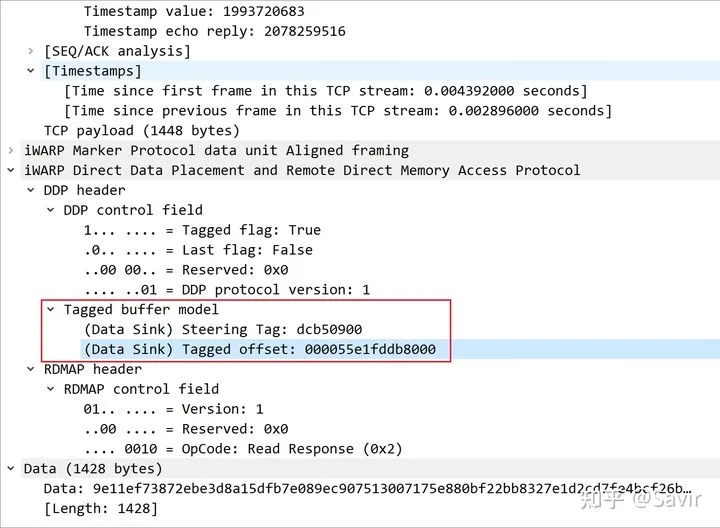 Timestamp value: 1993720683
Timestamp echo reply: 2078259516
[SEQ/ACK analysis]
[Timestamps]
[Time since first frame in this TCP stream: 0.004392000 seconds]
[Time since previous frame in this TCP stream: 0.002896000 seconds]
TCP payload (1448 bytes)
iWARP Marker Protocol data unit Aligned framing
iWARP Direct Data Placement and Remote Direct Memory Access Protocol
DDP header
DDP control field
1... .... = Tagged flag: True
.0.. .... = Last flag: False
..00 00.. = Reserved: 0x0
.... ..01 = DDP protocol version: 1
Tagged buffer model
(Data Sink) Steering Tag: dcb50900
(Data Sink) Tagged offset: 000055e1fddb8000
RDMAP header
RDMAP control field
01.. .... = Version: 1
..00 .... = Reserved: 0x0
.... 0010 = OpCode: Read Response (0x2)
Data (1428 bytes)
Data: 9e11ef73872ebe3d8a15dfb7e089ec907513007175e880bf22bb8327e1d2cd7fe4bcf26b…
[Length: 1428]
知乎 @Savir